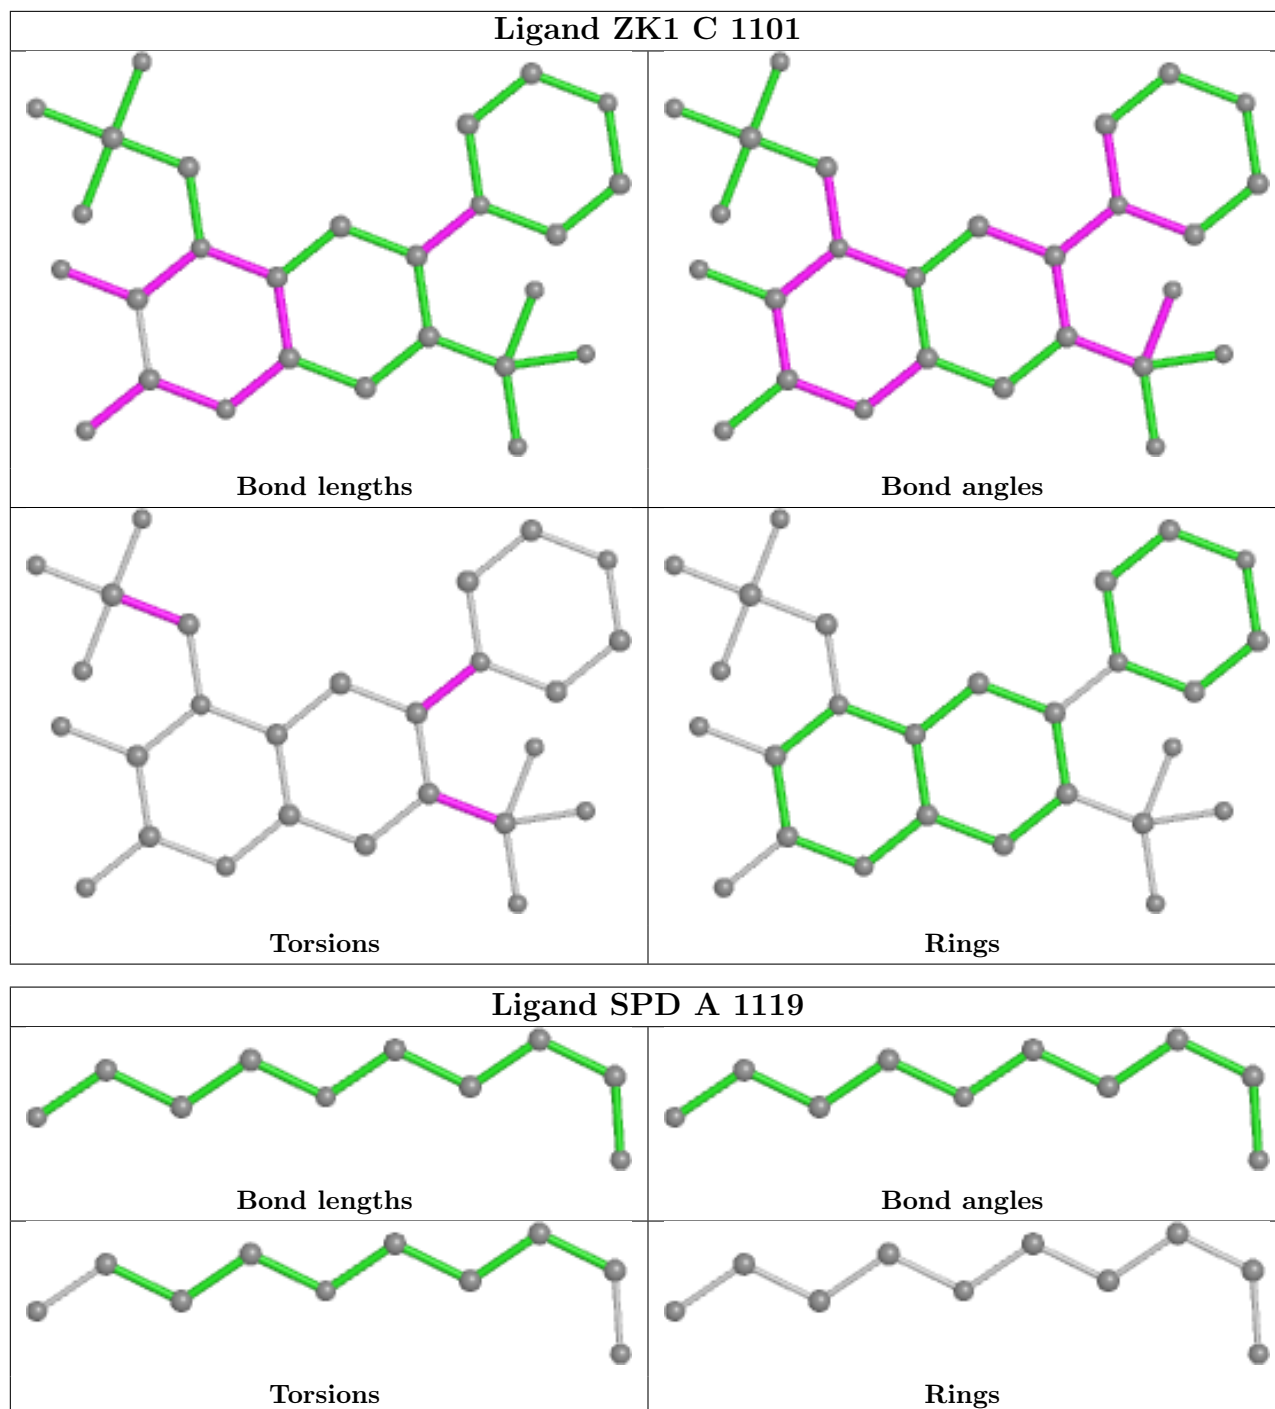 Ligand ZK1 C 1101
Bond lengths
Bond angles
Torsions
Rings
Ligand SPD A 1119
Bond lengths
Bond angles
Torsions
Rings